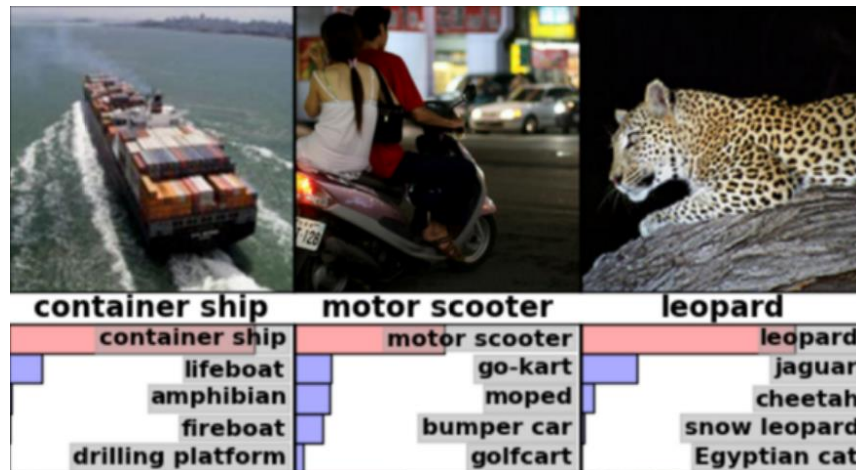 container ship
container ship
lifeboat
amphibian
fireboat
drilling platform
motor scooter
motor scooter
go-kart
moped
bumper car
golfcart
leopard
leopard
jaguar
cheetah
snow leopard
Egyptian cat